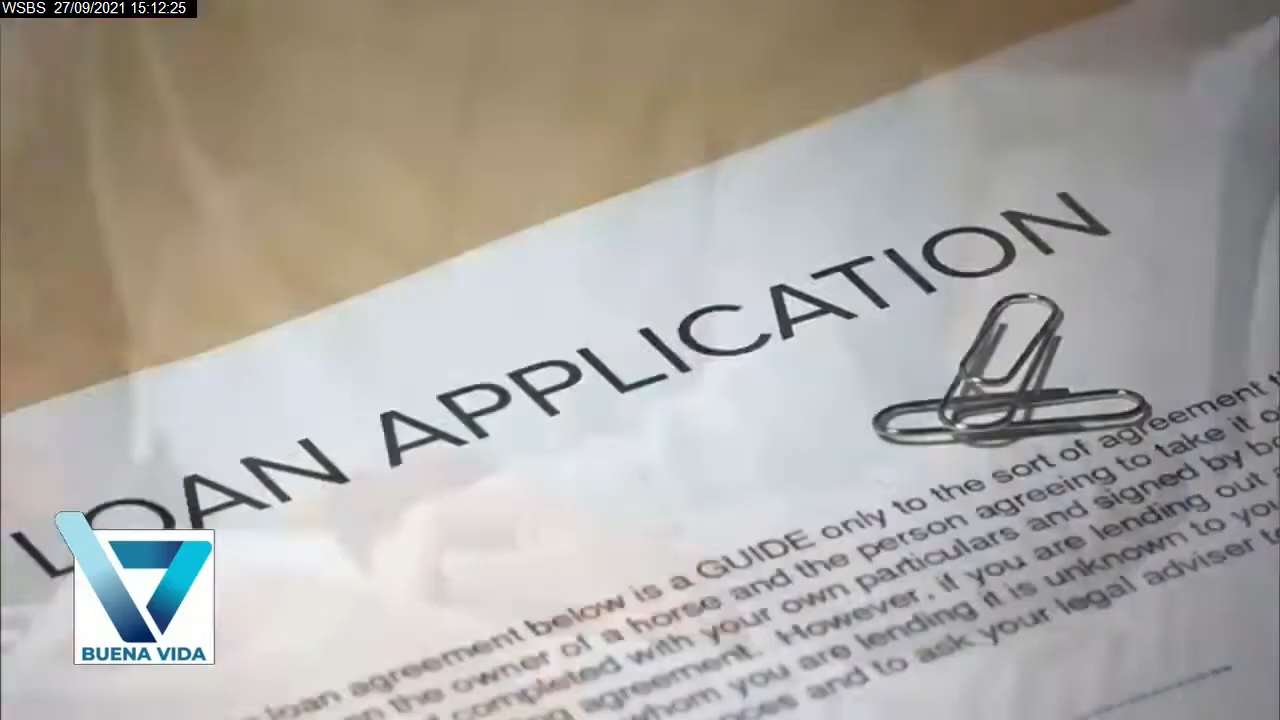 WSBS 27/09/2021 15:12:25
LOAN APPLICATION
loan agreement below is a GUIDE only to the sort of agreement
the owner of a horse and the person agreeing to take it
completed with your own particulars and signed by
agreement. However, if you are lending out
whom you are lending it is unknown to you
and to ask your legal adviser
BUENA VIDA